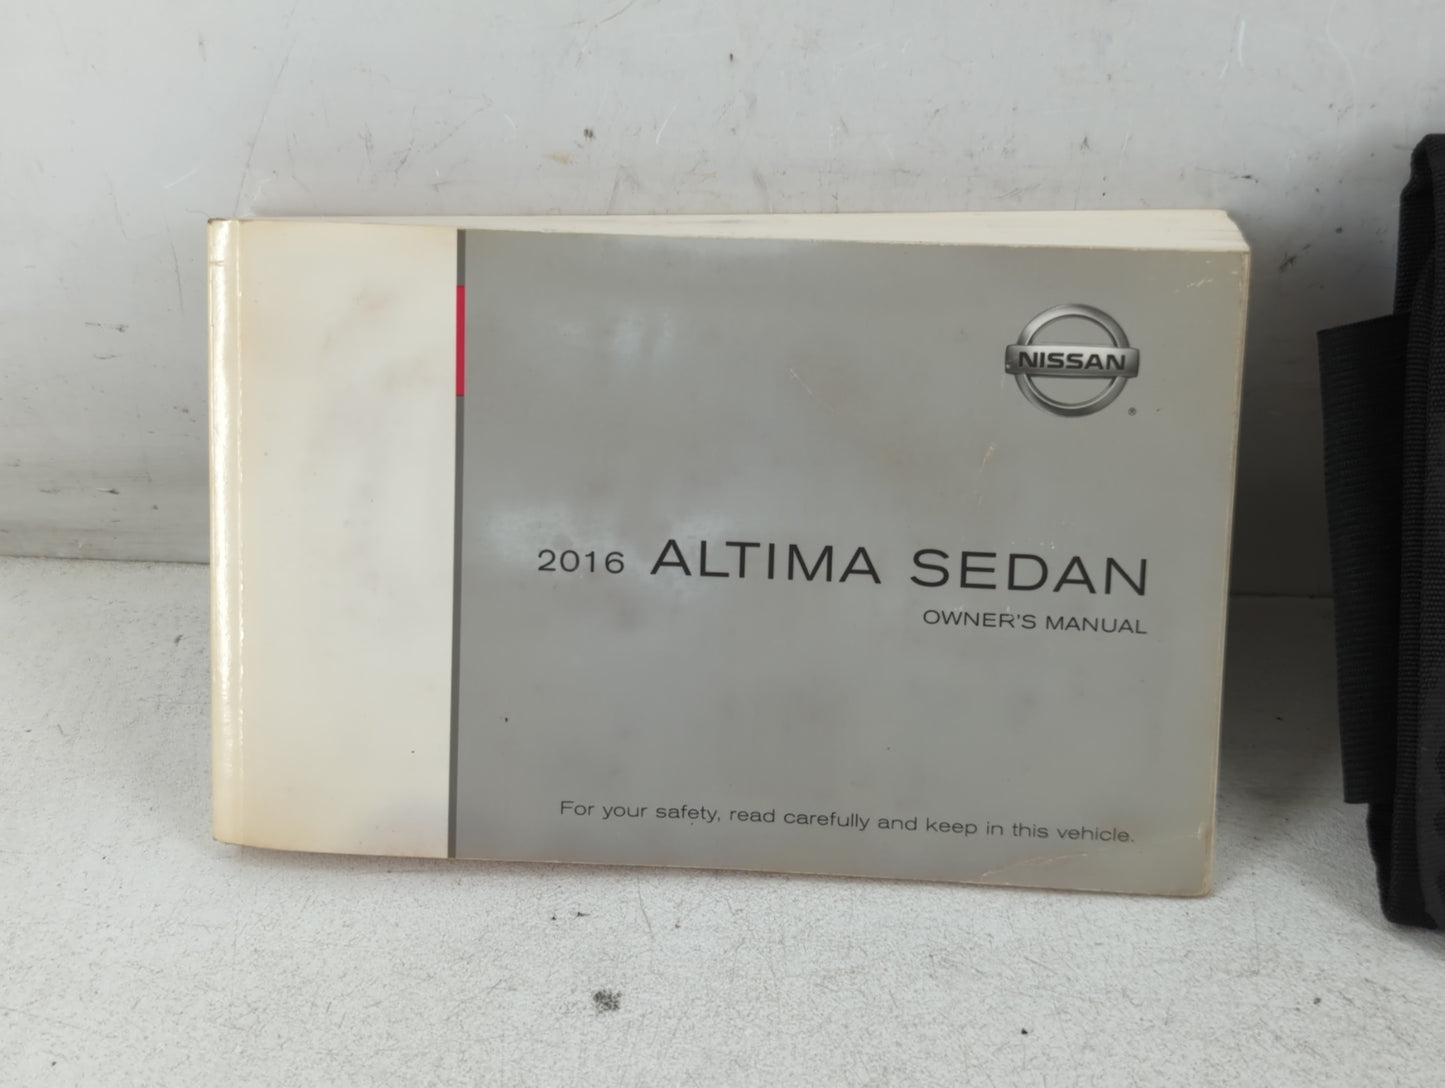 NISSAN
®
2016 ALTIMA SEDAN
OWNER'S MANUAL
For your safety, read carefully and keep in this vehicle.